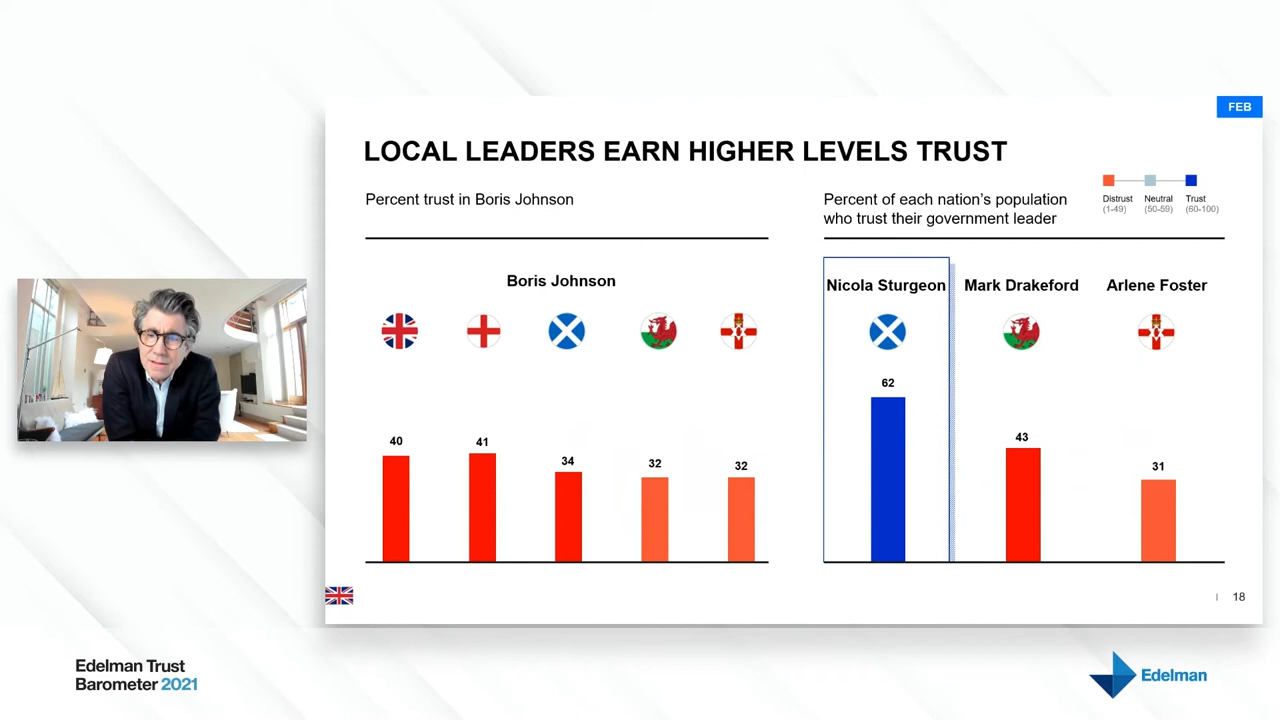 FEB
LOCAL LEADERS EARN HIGHER LEVELS TRUST
Percent trust in Boris Johnson
Percent of each nation's population
who trust their government leader
Distrust
(1-49)
Neutral
(50-59)
Trust
(60-100)
Boris Johnson
40
41
34
32
32
Nicola Sturgeon
Mark Drakeford
Arlene Foster
62
43
31
18
Edelman Trust
Barometer 2021
Edelman